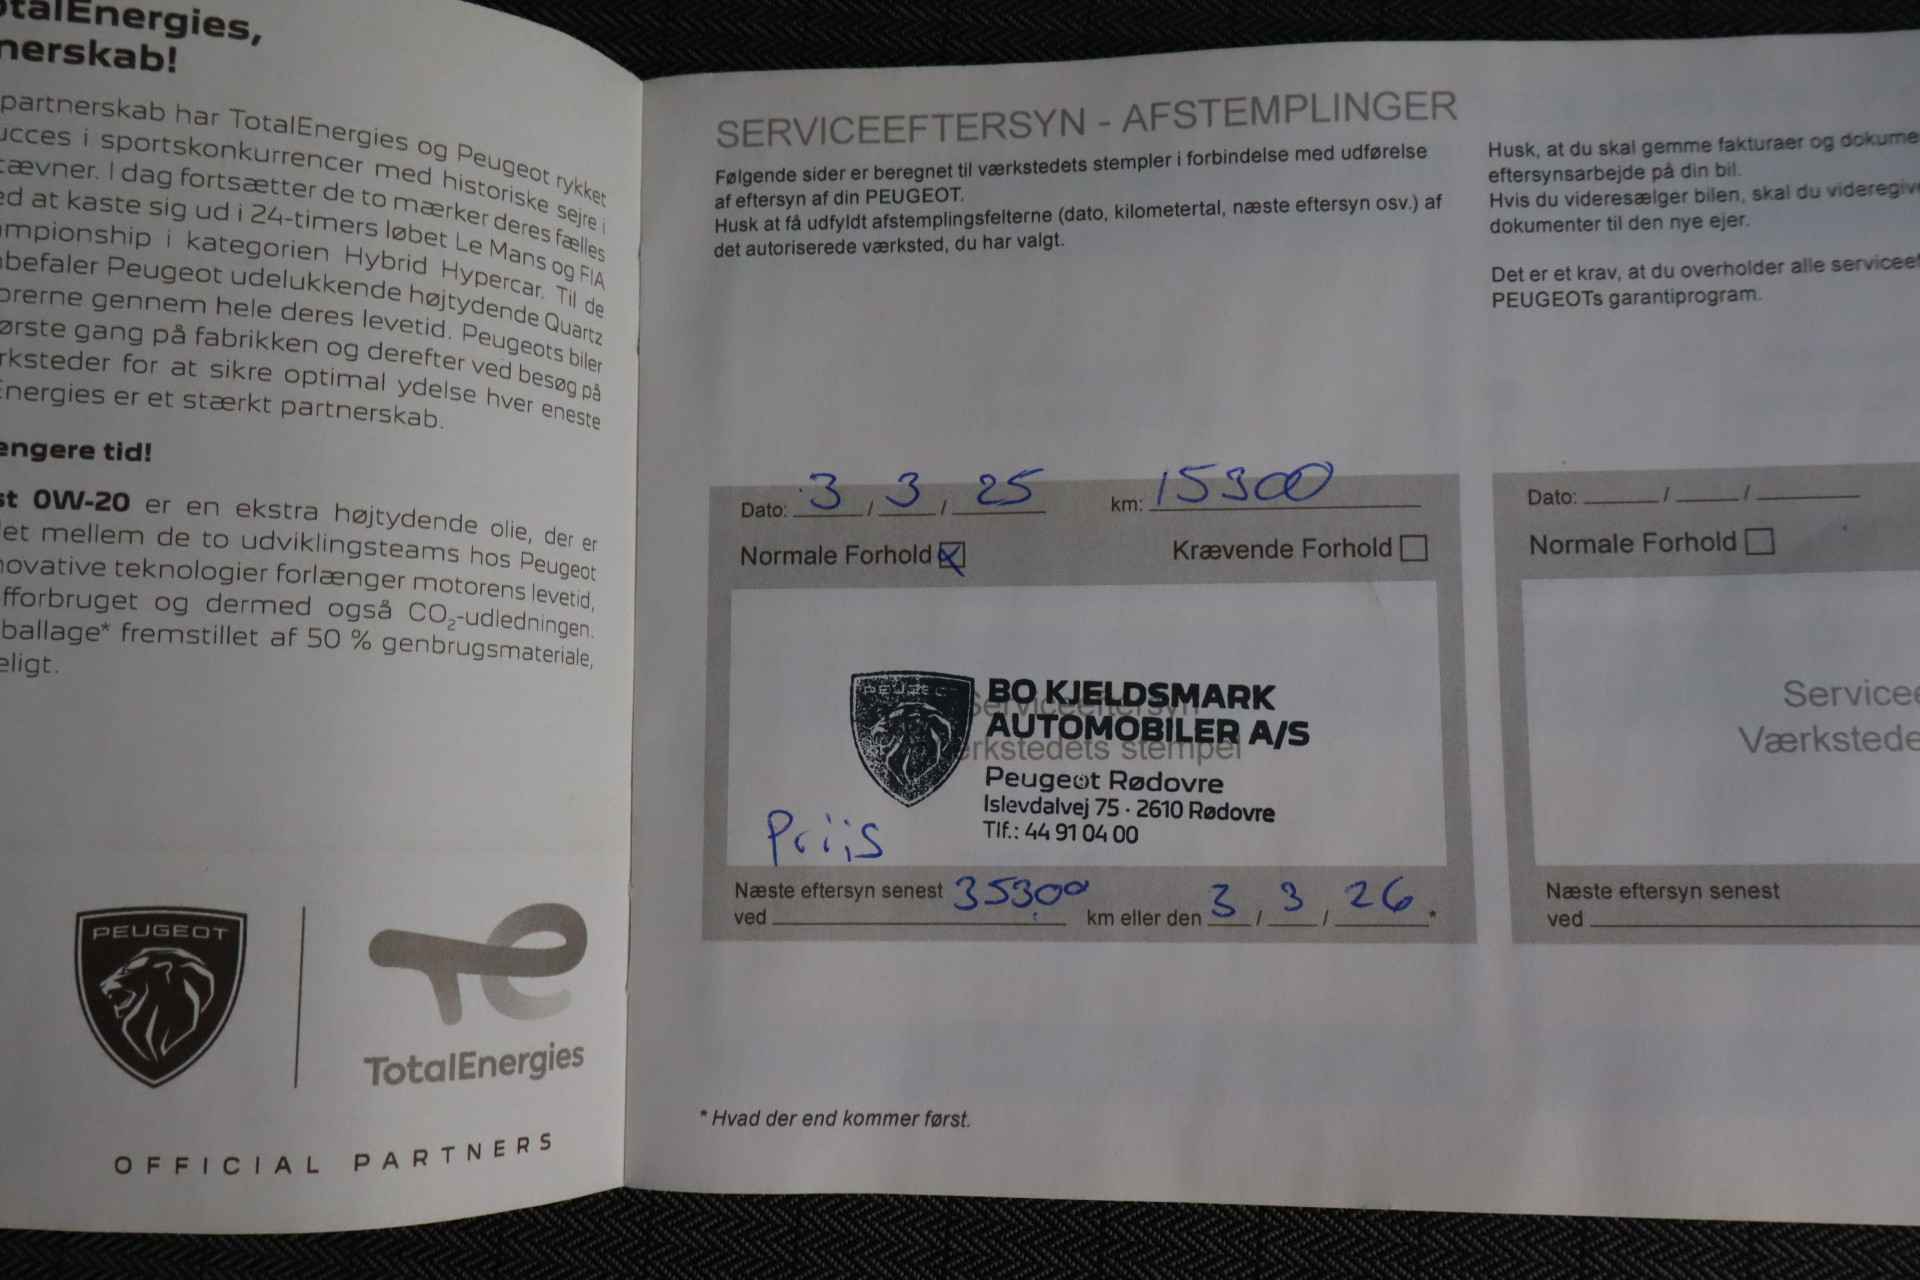 otalEnergies,
nerskab!
partnerskab har TotalEnergies og Peugeot rykket
ucces i sportskonkurrencer med historiske sejre i
tævner. I dag fortsætter de to mærker deres fælles
ed at kaste sig ud i 24-timers løbet Le Mans og FIA
ampionship i kategorien Hybrid Hypercar. Til de
nbefaler Peugeot udelukkende højtydende Quartz
orerne gennem hele deres levetid. Peugeots biler
ørste gang på fabrikken og derefter ved besøg på
rksteder for at sikre optimal ydelse hver eneste
Energies er et stærkt partnerskab.
ængere tid!
st 0W-20 er en ekstra højtydende olie, der er
let mellem de to udviklingsteams hos Peugeot
novative teknologier forlænger motorens levetid,
fforbruget og dermed også CO₂-udledningen.
ballage* fremstillet af 50 % genbrugsmateriale,
eligt.
PEUGEOT
TotalEnergies
OFFICIAL PARTNERS
SERVICEEFTERSYN - AFSTEMPLINGER
Følgende sider er beregnet til værkstedets stempler i forbindelse med udførelse
af eftersyn af din PEUGEOT.
Husk at få udfyldt afstemplingsfelterne (dato, kilometertal, næste eftersyn osv.) af
det autoriserede værksted, du har valgt.
Dato: 3 / 3 / 25 km: 15300
Normale Forhold Krævende Forhold
PEUGEOT
BO KJELDSMARK
Serviceeftersyn
AUTOMOBILER A/S
ærkstedets stempel
Peugeot Rødovre
Islevdalvej 75 · 2610 Rødovre
Tlf.: 44 91 04 00
Næste eftersyn senest 35300
ved km eller den 3 / 3 / 26 *
* Hvad der end kommer først.
Husk, at du skal gemme fakturaer og dokume
eftersynsarbejde på din bil.
Hvis du videresælger bilen, skal du videregive
dokumenter til den nye ejer.
Det er et krav, at du overholder alle serviceef
PEUGEOTs garantiprogram.
Dato: / /
Normale Forhold
Servicee
Værkstede
Næste eftersyn senest
ved